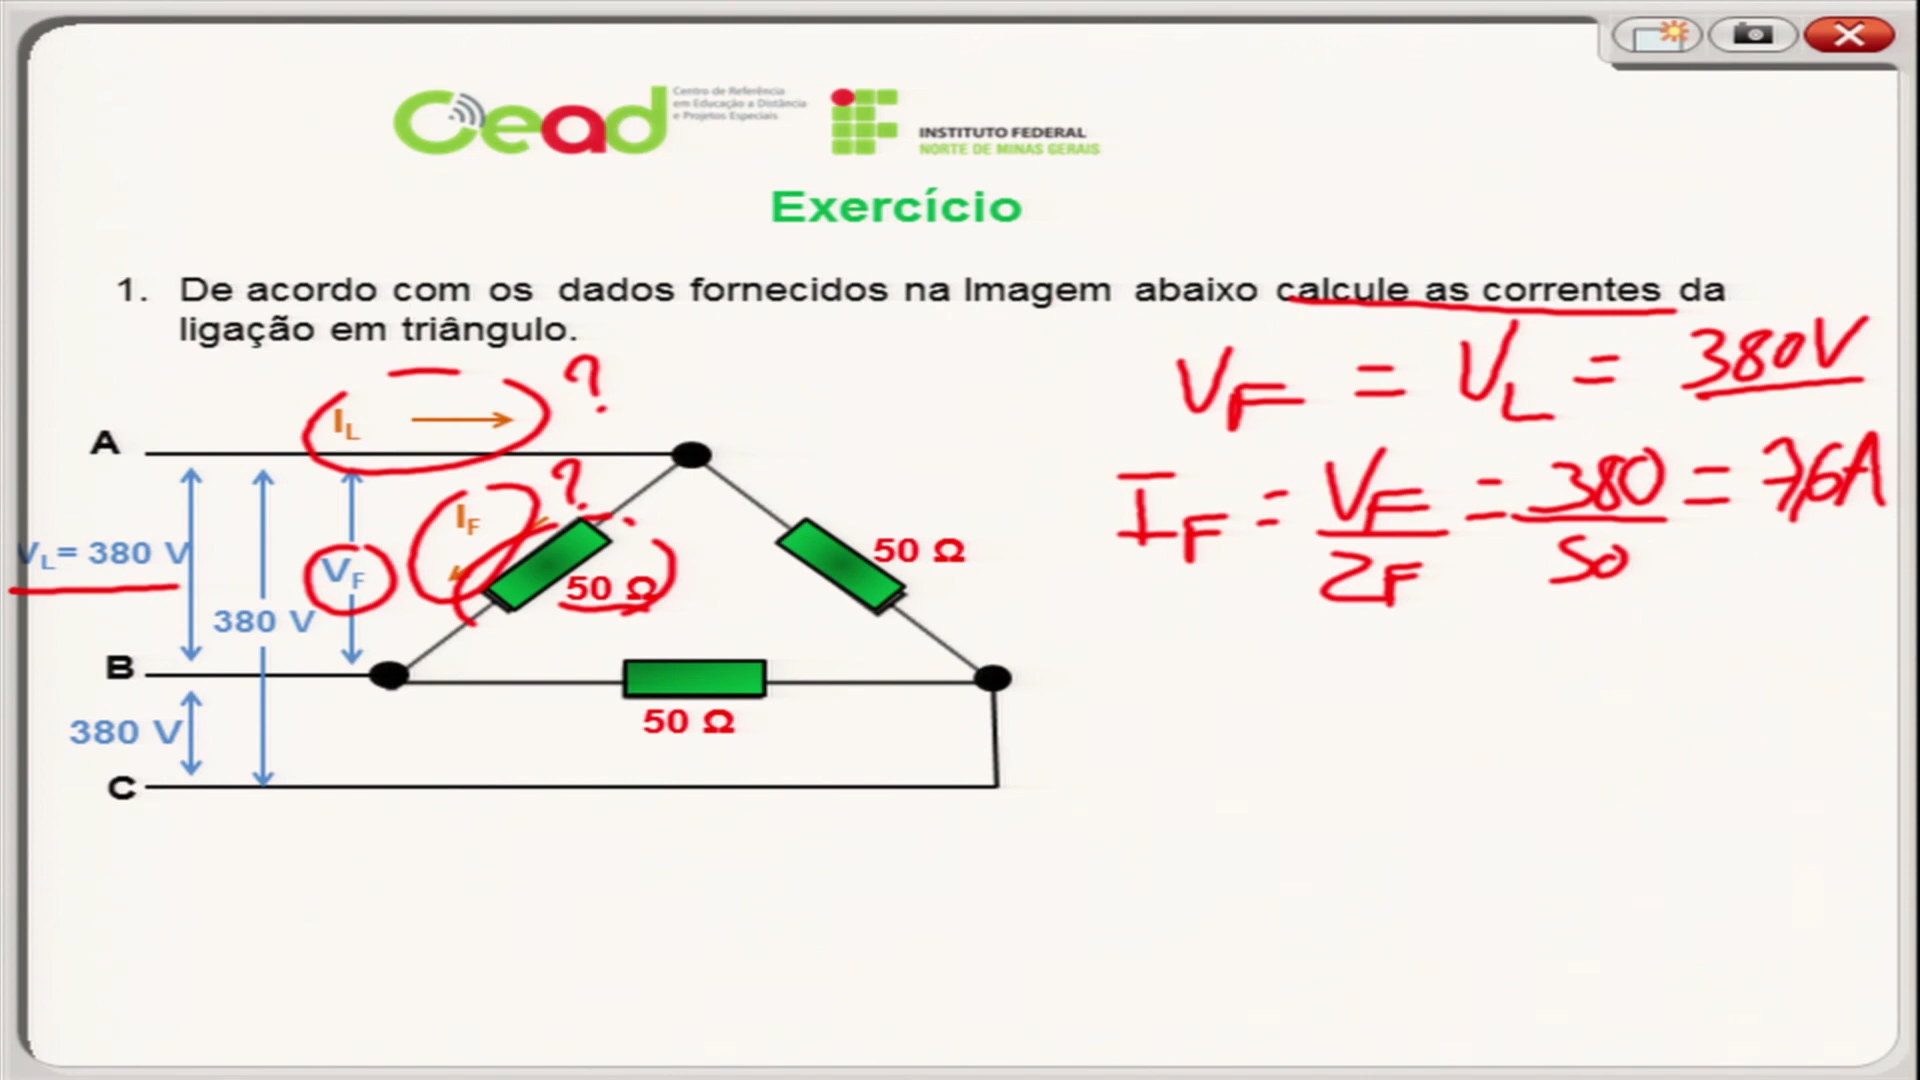 Cead
Centro de Referência
em Educação a Distância
e Projetos Especiais
INSTITUTO FEDERAL
NORTE DE MINAS GERAIS
Exercício
1. De acordo com os dados fornecidos na Imagem abaixo calcule as correntes da
ligação em triângulo.
VF = VL = 380V
IL ?
A
IF ?
IF = VF/ZF = 380/50 = 7,6A
VL= 380 V
VF
50 Ω
50 Ω
380 V
B
50 Ω
380 V
C